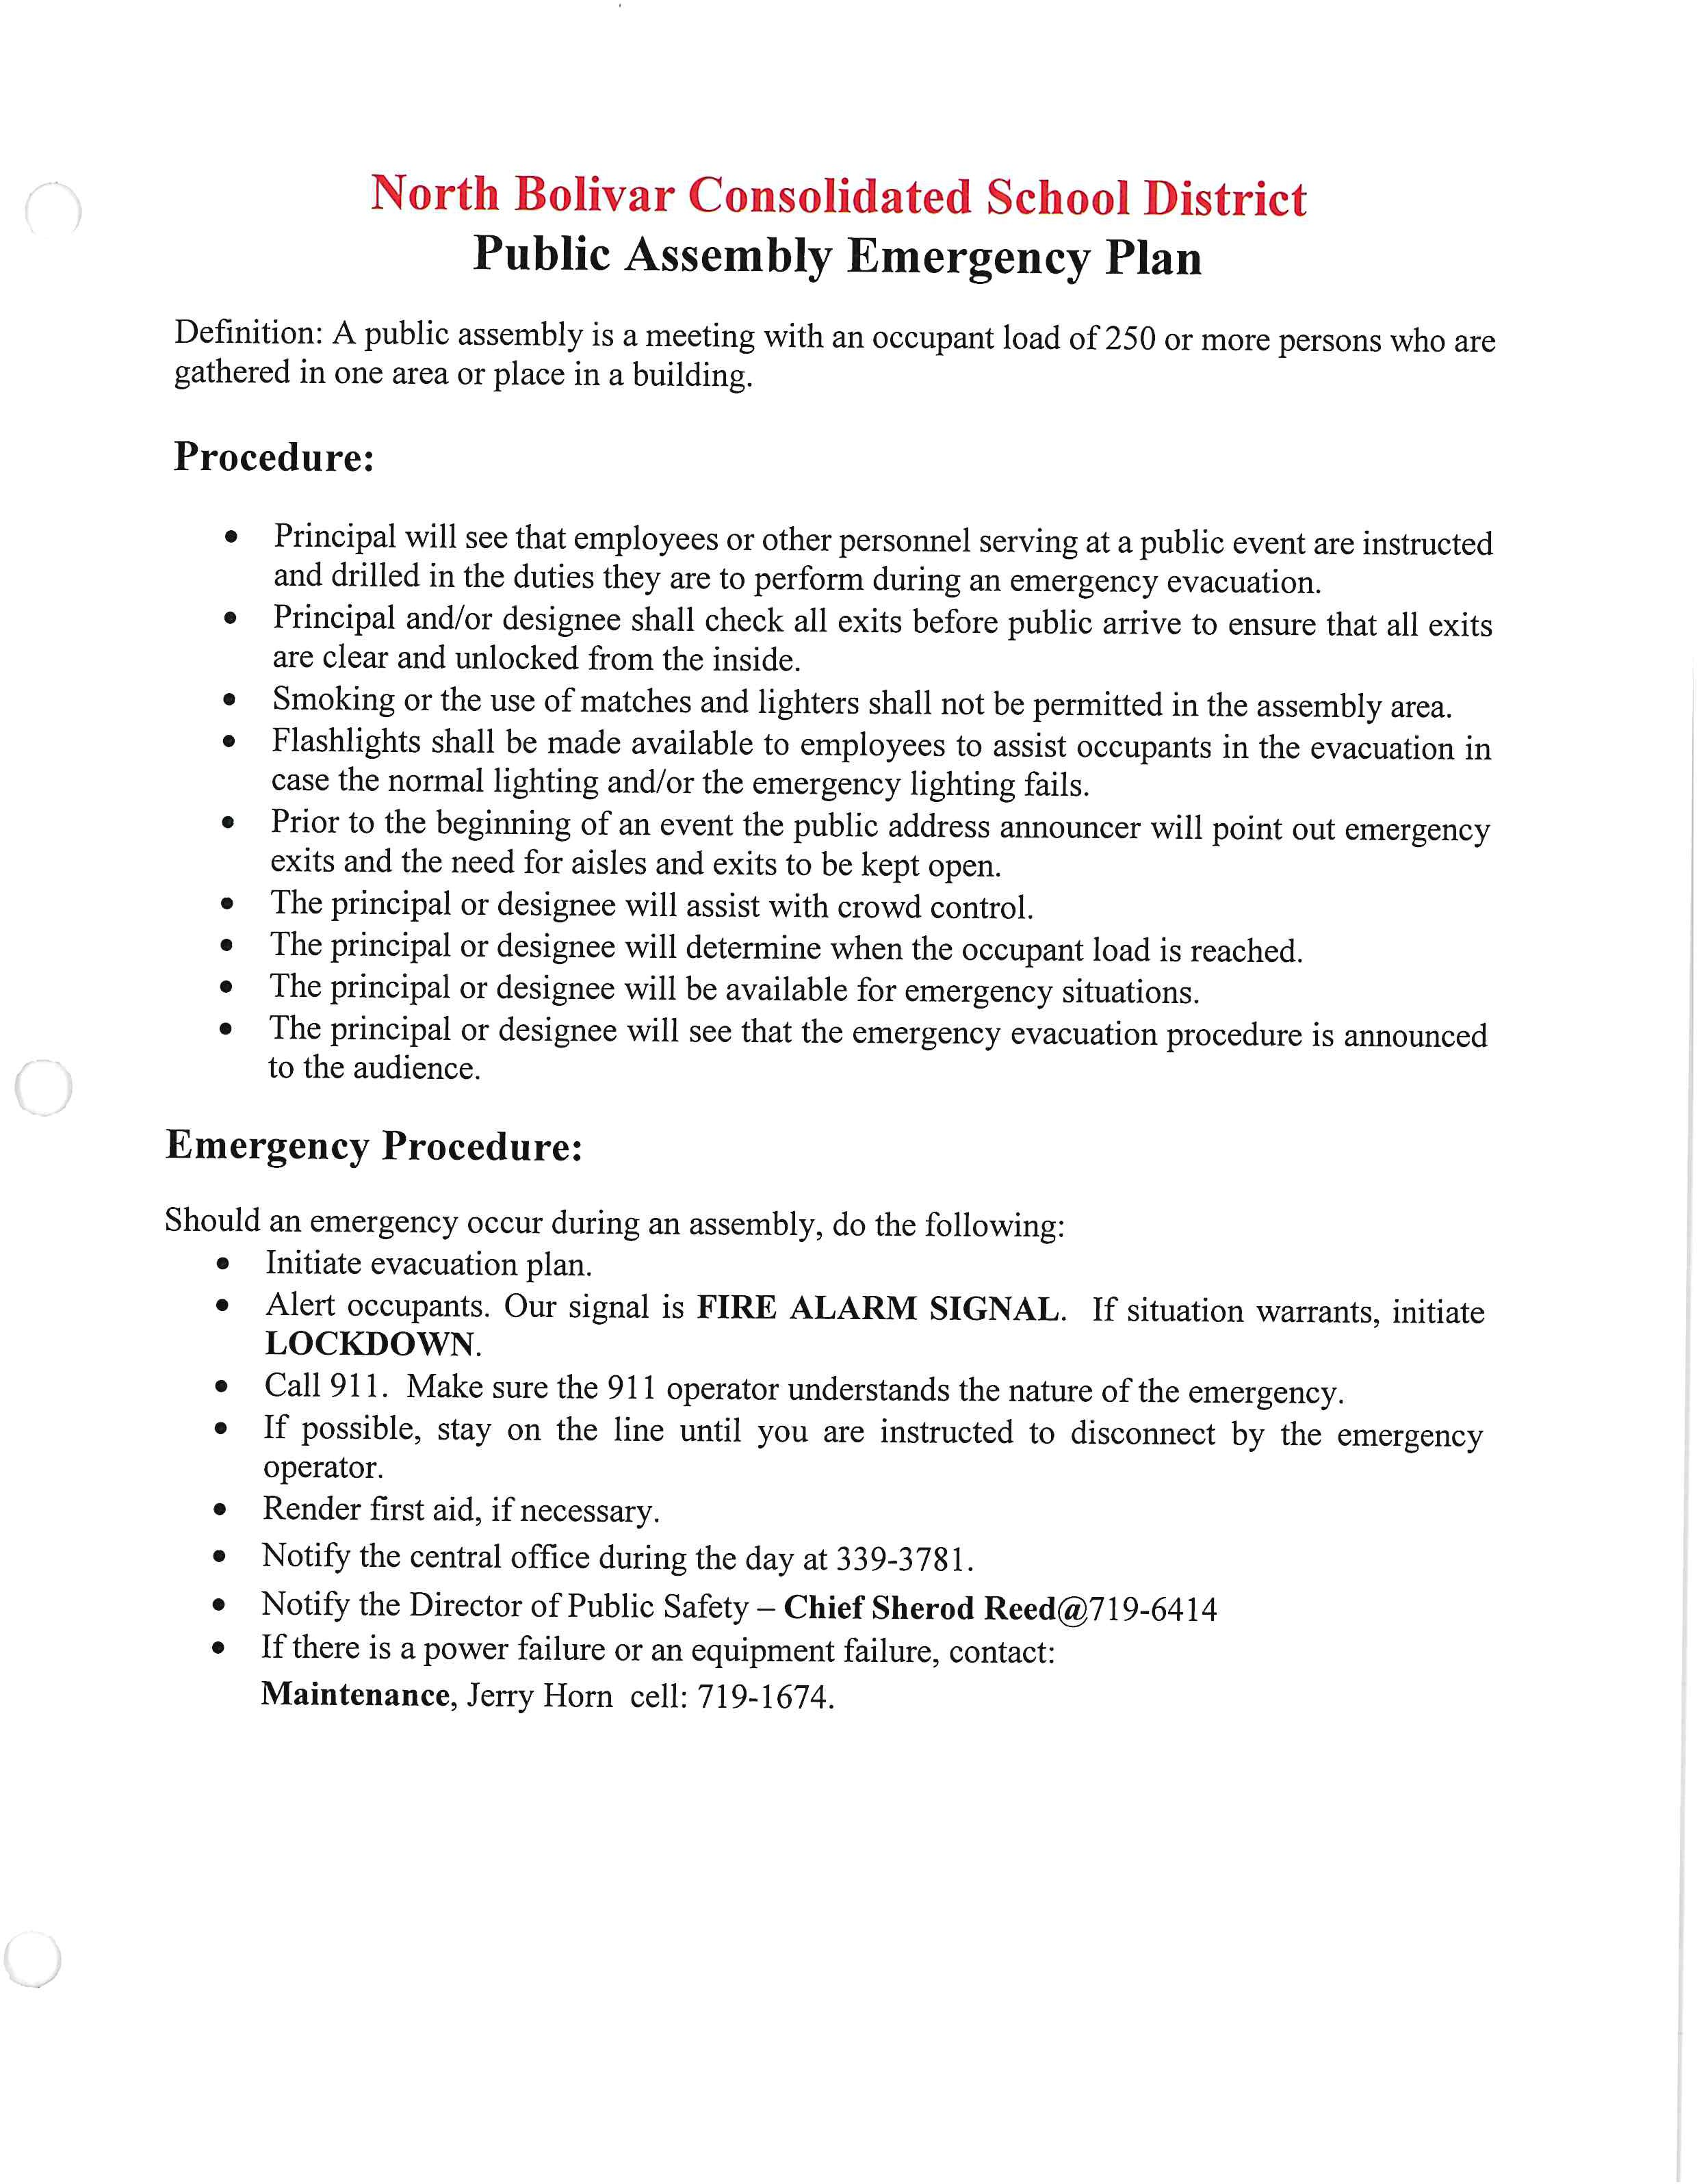 North Bolivar Consolidated School District
Public Assembly Emergency Plan
Definition: A public assembly is a meeting with an occupant load of 250 or more persons who are
gathered in one area or place in a building.
Procedure:
• Principal will see that employees or other personnel serving at a public event are instructed
and drilled in the duties they are to perform during an emergency evacuation.
• Principal and/or designee shall check all exits before public arrive to ensure that all exits
are clear and unlocked from the inside.
• Smoking or the use of matches and lighters shall not be permitted in the assembly area.
• Flashlights shall be made available to employees to assist occupants in the evacuation in
case the normal lighting and/or the emergency lighting fails.
• Prior to the beginning of an event the public address announcer will point out emergency
exits and the need for aisles and exits to be kept open.
• The principal or designee will assist with crowd control.
• The principal or designee will determine when the occupant load is reached.
• The principal or designee will be available for emergency situations.
• The principal or designee will see that the emergency evacuation procedure is announced
to the audience.
Emergency Procedure:
Should an emergency occur during an assembly, do the following:
• Initiate evacuation plan.
• Alert occupants. Our signal is FIRE ALARM SIGNAL. If situation warrants, initiate
LOCKDOWN.
• Call 911. Make sure the 911 operator understands the nature of the emergency.
• If possible, stay on the line until you are instructed to disconnect by the emergency
operator.
• Render first aid, if necessary.
• Notify the central office during the day at 339-3781.
• Notify the Director of Public Safety – Chief Sherod Reed@719-6414
• If there is a power failure or an equipment failure, contact:
Maintenance, Jerry Horn cell: 719-1674.